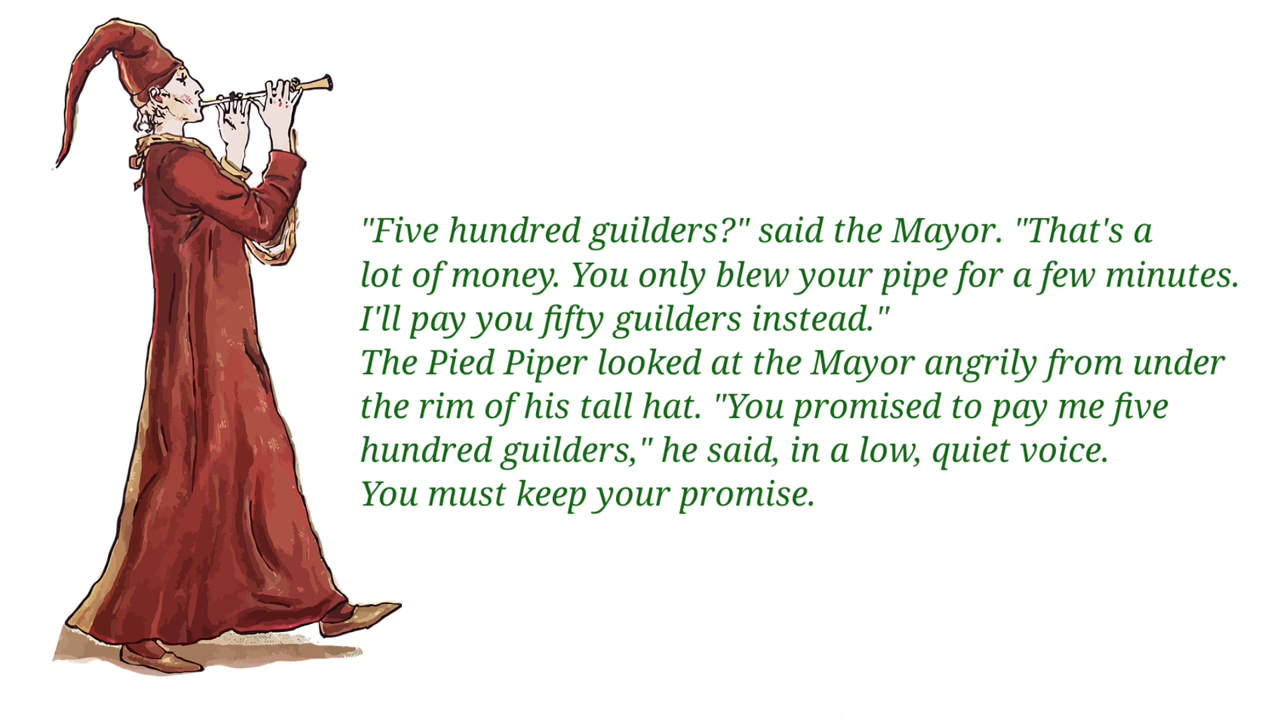 "Five hundred guilders?" said the Mayor. "That's a
lot of money. You only blew your pipe for a few minutes.
I'll pay you fifty guilders instead."
The Pied Piper looked at the Mayor angrily from under
the rim of his tall hat. "You promised to pay me five
hundred guilders," he said, in a low, quiet voice.
You must keep your promise.